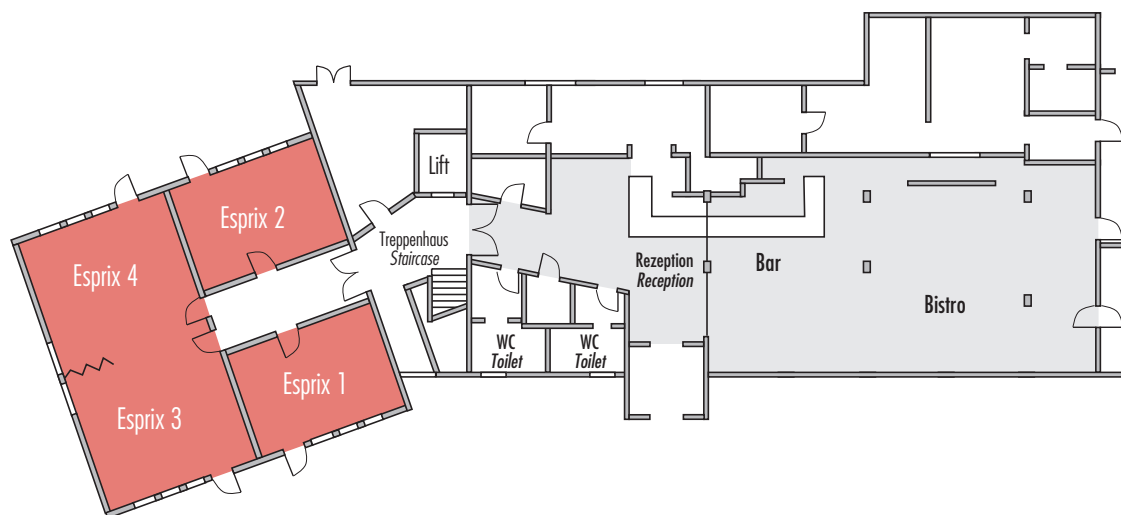 Lift
Esprix 2
Treppenhaus
Staircase
Esprix 4
Rezeption
Reception
Bar
Bistro
WC
Toilet
WC
Toilet
Esprix 1
Esprix 3